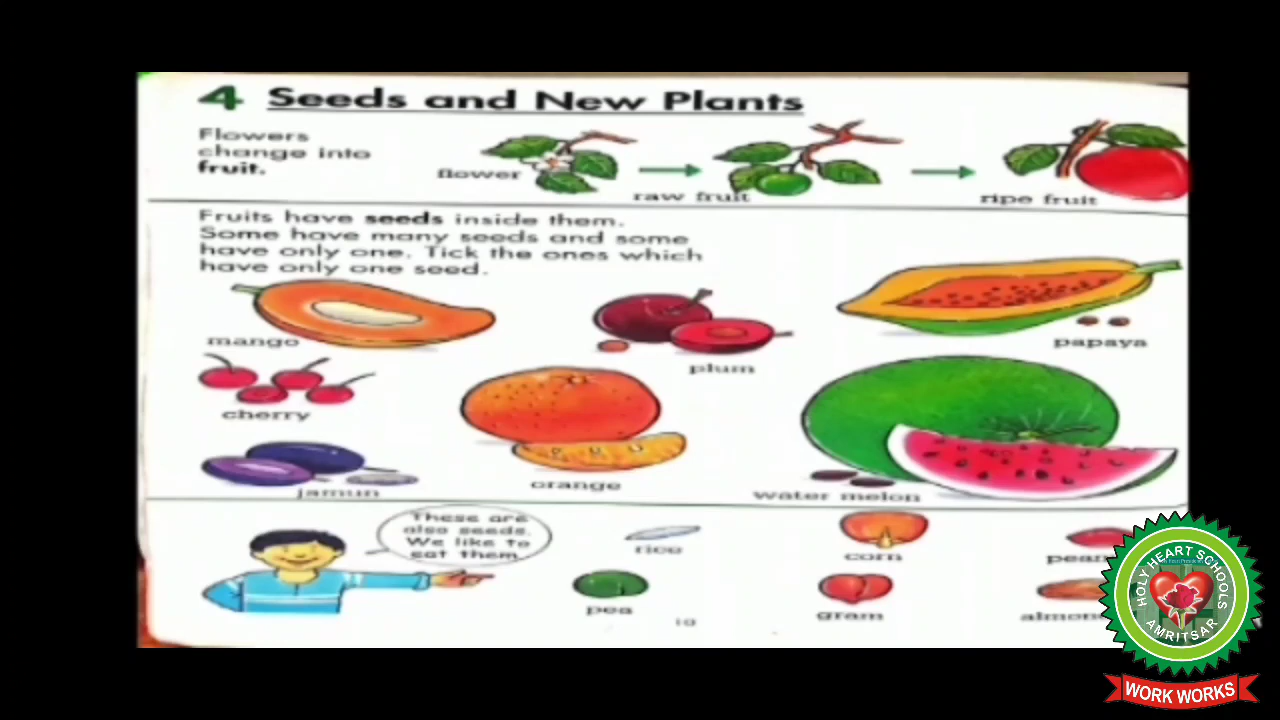 4 Seeds and New Plants
Flowers
change into
fruit.
flower
raw fruit
ripe fruit
Fruits have seeds inside them.
Some have many seeds and some
have only one. Tick the ones which
have only one seed.
mango
plum
papaya
cherry
orange
jamun
water melon
These are
also seeds.
We like to
eat them
rice
corn
pea
gram
10
HOLY HEART SCHOOLS
AMRITSAR
WORK WORKS